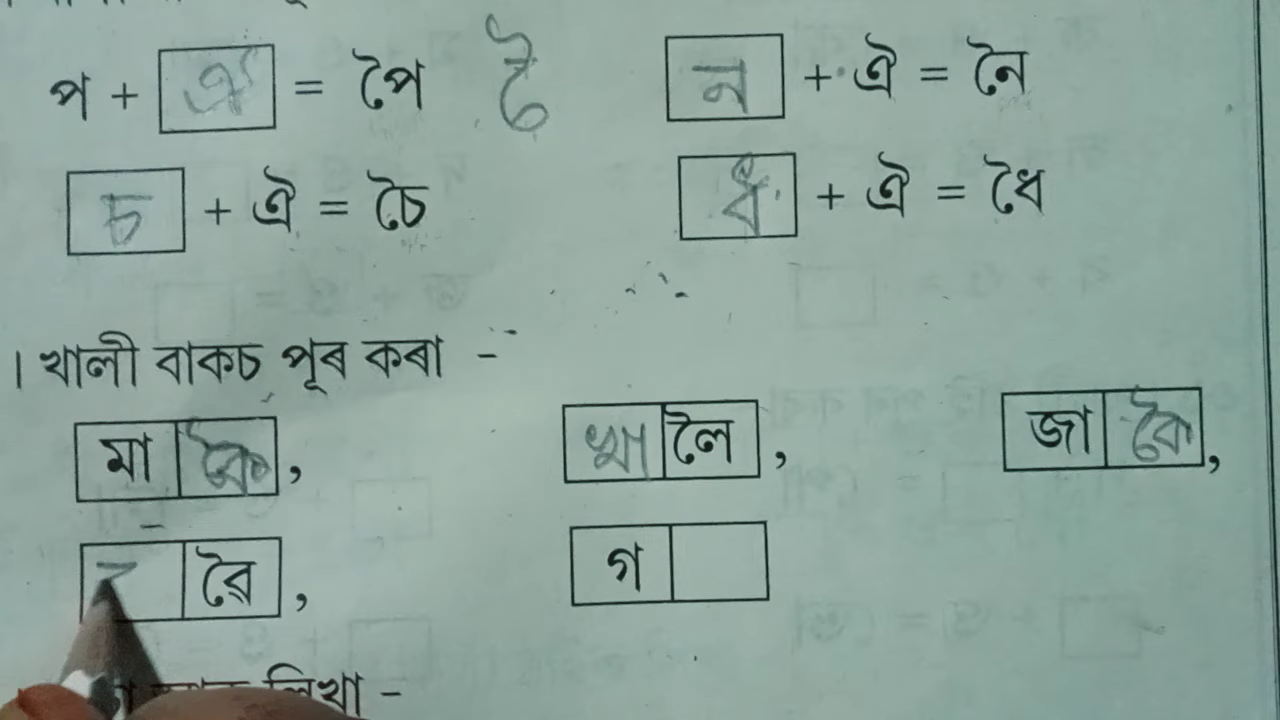 প + ঐ = পৈ ঐ ন + ঐ = নৈ
চ + ঐ = চৈ ধ + ঐ = ধৈ
। খালী বাকচ পূৰ কৰা -
মা কৈ, খা লৈ, জা কৈ,
ৱৈ, গ
লিখা -